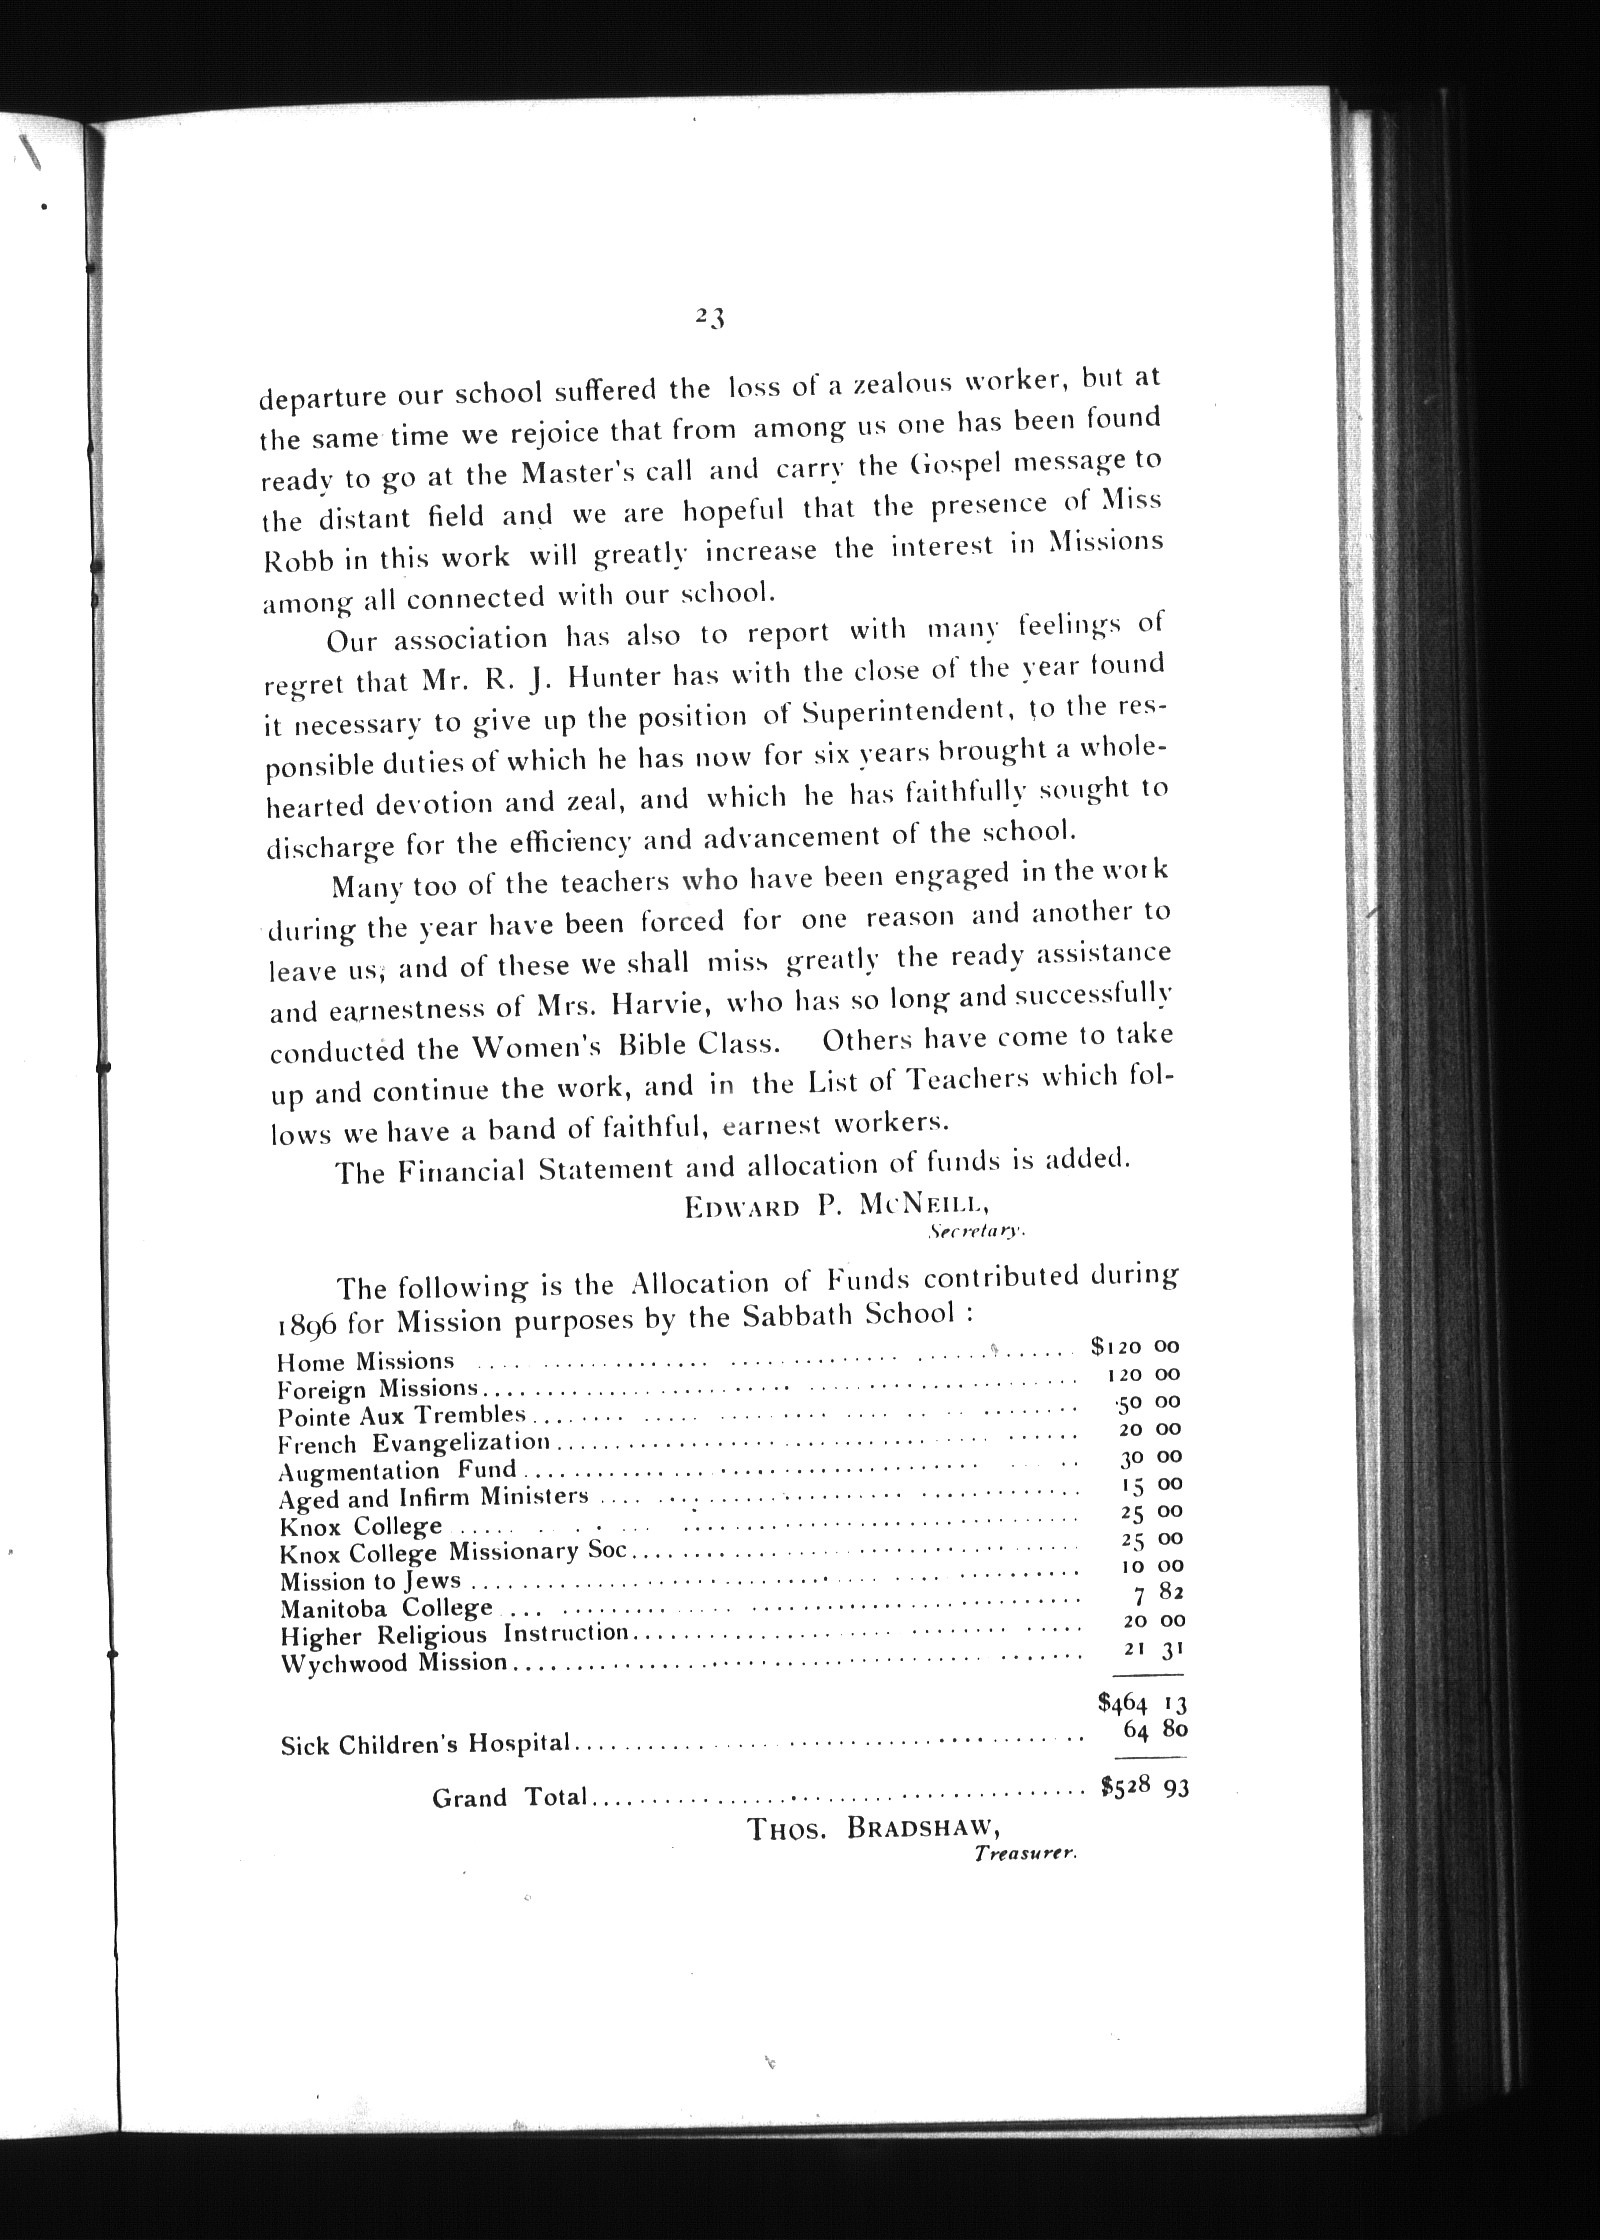 23
departure our school suffered the loss of a zealous worker, but at
the same time we rejoice that from among us one has been found
ready to go at the Master's call and carry the Gospel message to
the distant field and we are hopeful that the presence of Miss
Robb in this work will greatly increase the interest in Missions
among all connected with our school.
Our association has also to report with many feelings of
regret that Mr. R. J. Hunter has with the close of the year found
it necessary to give up the position of Superintendent, to the res-
ponsible duties of which he has now for six years brought a whole-
hearted devotion and zeal, and which he has faithfully sought to
discharge for the efficiency and advancement of the school.
Many too of the teachers who have been engaged in the work
during the year have been forced for one reason and another to
leave us, and of these we shall miss greatly the ready assistance
and earnestness of Mrs. Harvie, who has so long and successfully
conducted the Women's Bible Class. Others have come to take
up and continue the work, and in the List of Teachers which fol-
lows we have a band of faithful, earnest workers.
The Financial Statement and allocation of funds is added.
EDWARD P. MCNEILL,
Secretary.
The following is the Allocation of Funds contributed during
1896 for Mission purposes by the Sabbath School :
Home Missions $120 00
Foreign Missions 120 00
Pointe Aux Trembles 50 00
French Evangelization 20 00
Augmentation Fund 30 00
Aged and Infirm Ministers 15 00
Knox College 25 00
Knox College Missionary Soc. 25 00
Mission to Jews 10 00
Manitoba College 7 82
Higher Religious Instruction 20 00
Wychwood Mission 21 31
$464 13
Sick Children's Hospital 64 80
Grand Total $528 93
THOS. BRADSHAW,
Treasurer.